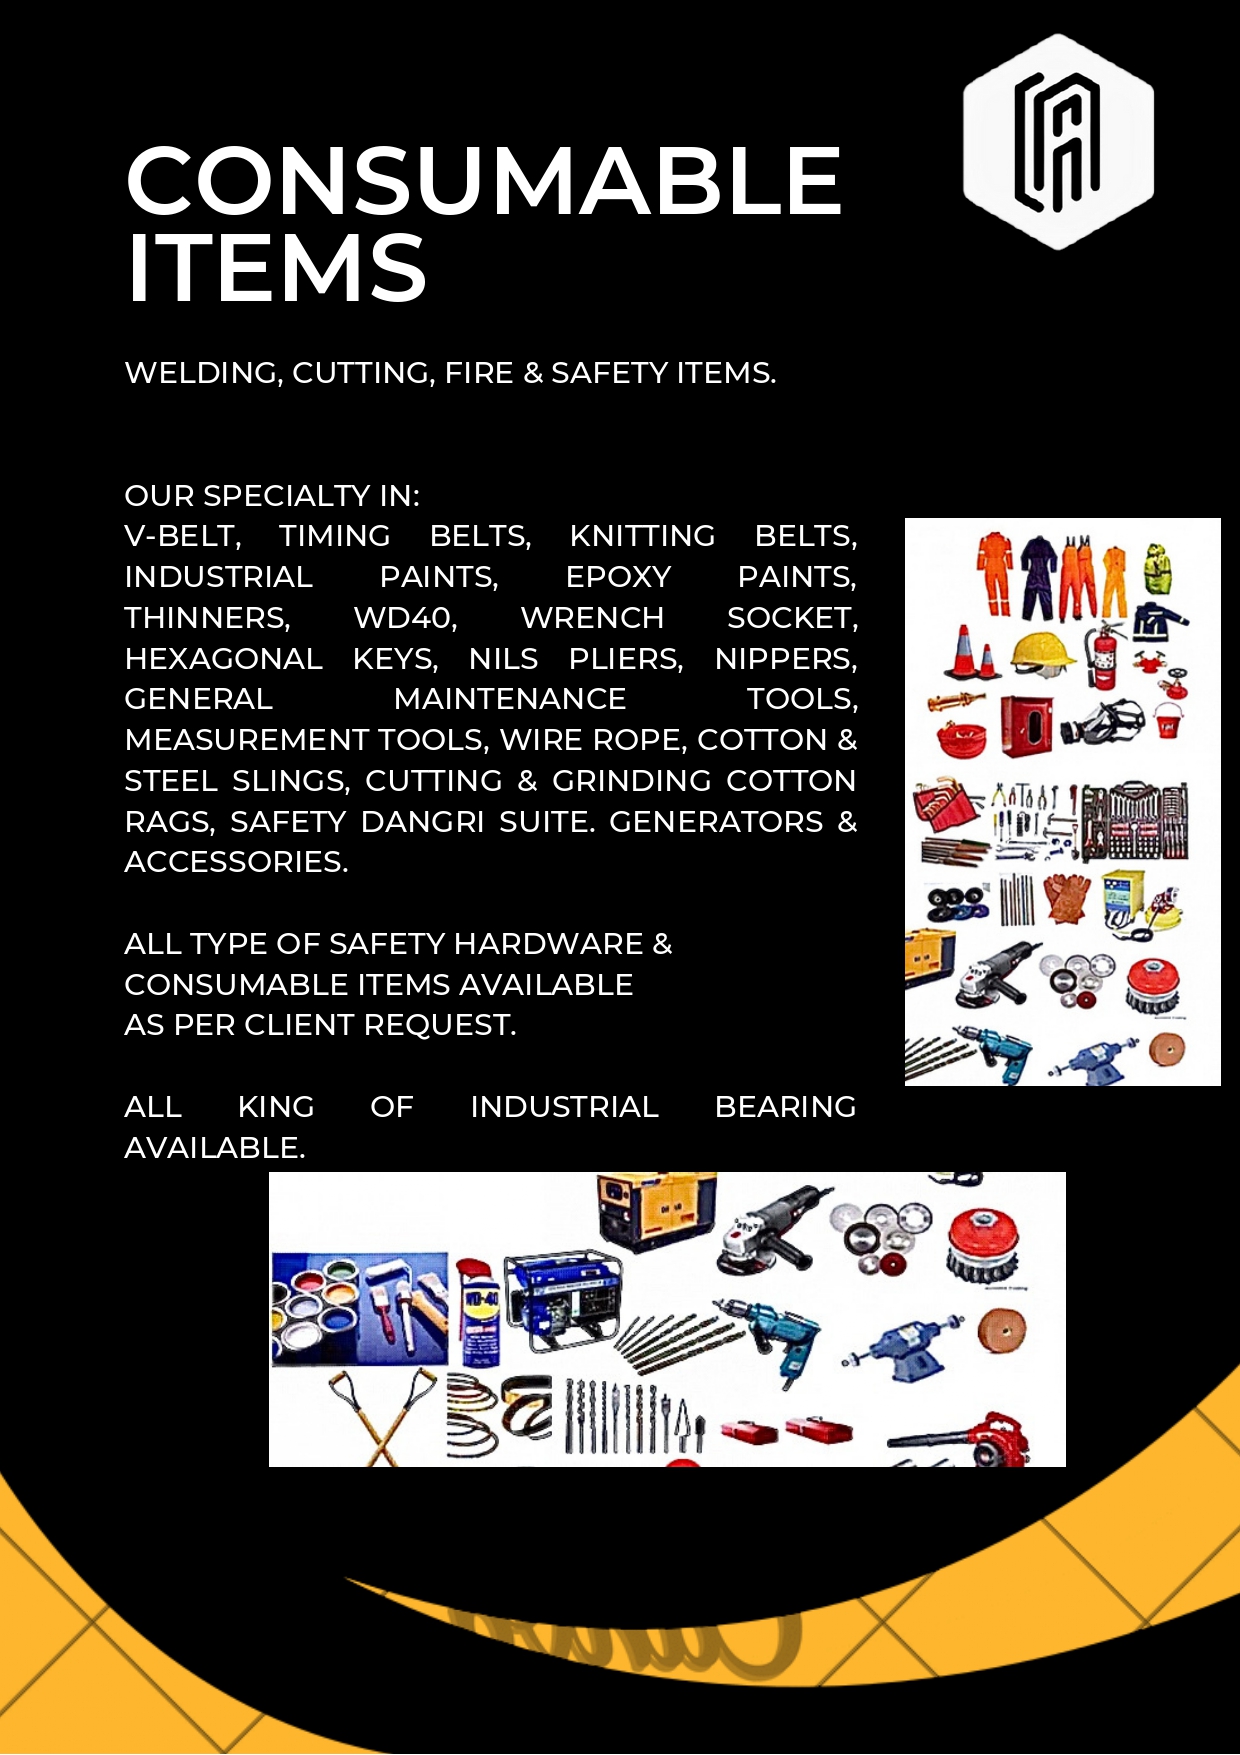 CONSUMABLE
ITEMS
WELDING, CUTTING, FIRE & SAFETY ITEMS.
OUR SPECIALTY IN:
V-BELT, TIMING BELTS, KNITTING BELTS,
INDUSTRIAL PAINTS, EPOXY PAINTS,
THINNERS, WD40, WRENCH SOCKET,
HEXAGONAL KEYS, NILS PLIERS, NIPPERS,
GENERAL MAINTENANCE TOOLS,
MEASUREMENT TOOLS, WIRE ROPE, COTTON &
STEEL SLINGS, CUTTING & GRINDING COTTON
RAGS, SAFETY DANGRI SUITE. GENERATORS &
ACCESSORIES.
ALL TYPE OF SAFETY HARDWARE &
CONSUMABLE ITEMS AVAILABLE
AS PER CLIENT REQUEST.
ALL KING OF INDUSTRIAL BEARING
AVAILABLE.
WD-40